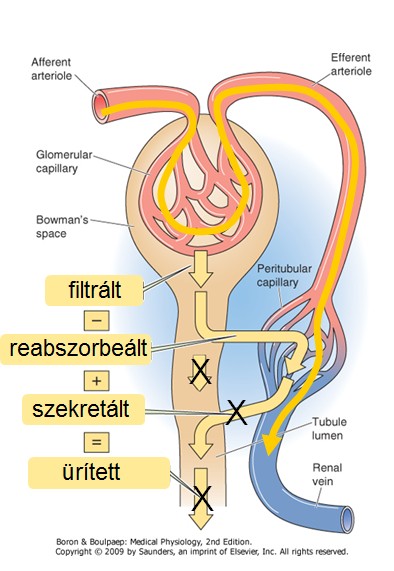 Afferent
arteriole
Efferent
arteriole
Glomerular
capillary
Bowman's
space
Peritubular
capillary
filtrált
−
reabszorbeált
+
X
szekretált
X
=
Tubule
lumen
ürített
X
Renal
vein
Boron & Boulpaep: Medical Physiology, 2nd Edition.
Copyright © 2009 by Saunders, an imprint of Elsevier, Inc. All rights reserved.